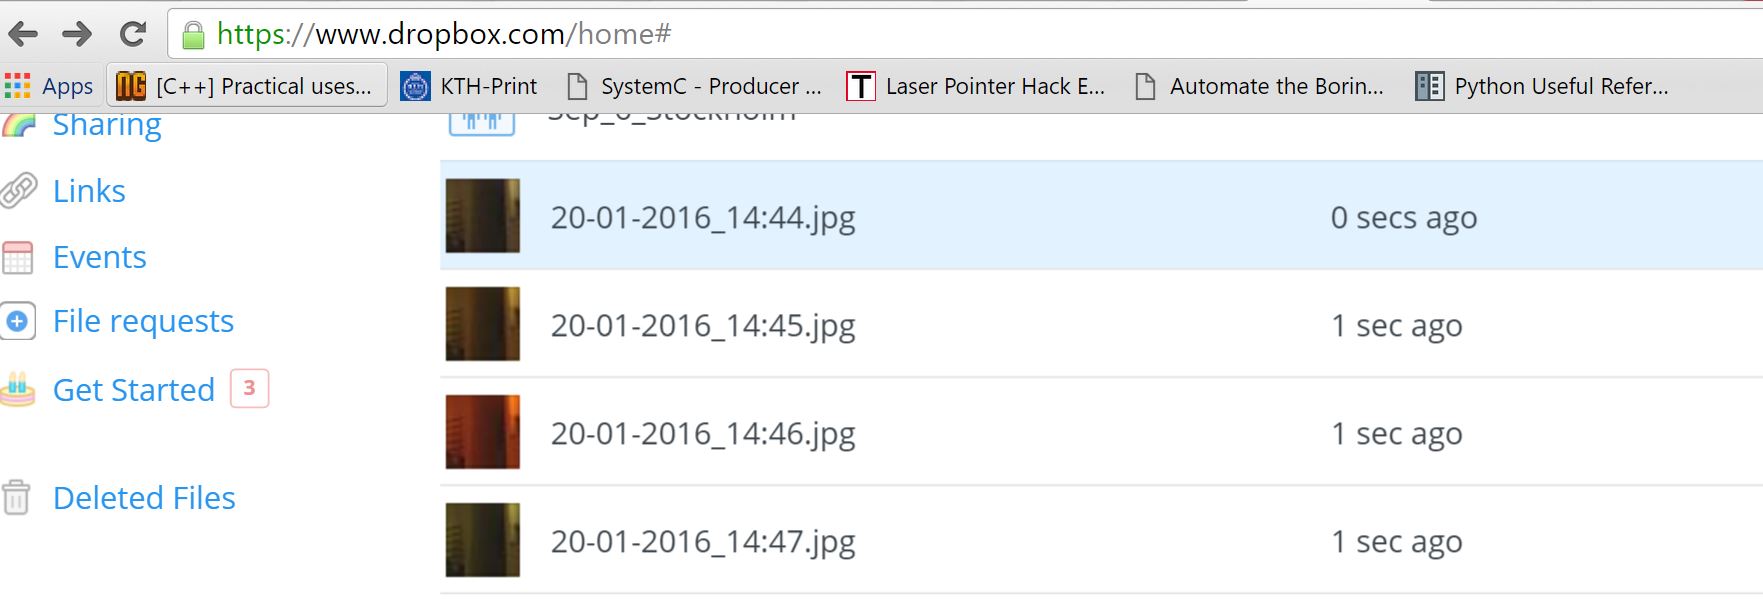 https://www.dropbox.com/home#
Apps [C++] Practical uses... KTH-Print SystemC - Producer ... Laser Pointer Hack E... Automate the Borin... Python Useful Refer...
Sharing
Sep_6_Stockholm
Links
20-01-2016_14:44.jpg 0 secs ago
Events
File requests
20-01-2016_14:45.jpg 1 sec ago
Get Started 3
20-01-2016_14:46.jpg 1 sec ago
Deleted Files
20-01-2016_14:47.jpg 1 sec ago